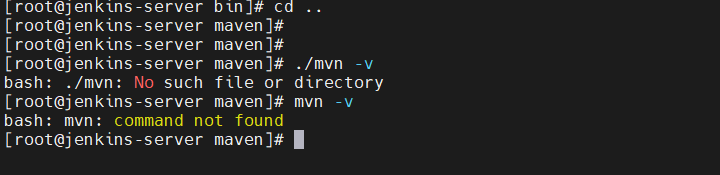 [root@jenkins-server bin]# cd ..
[root@jenkins-server maven]#
[root@jenkins-server maven]#
[root@jenkins-server maven]# ./mvn -v
bash: ./mvn: No such file or directory
[root@jenkins-server maven]# mvn -v
bash: mvn: command not found
[root@jenkins-server maven]#